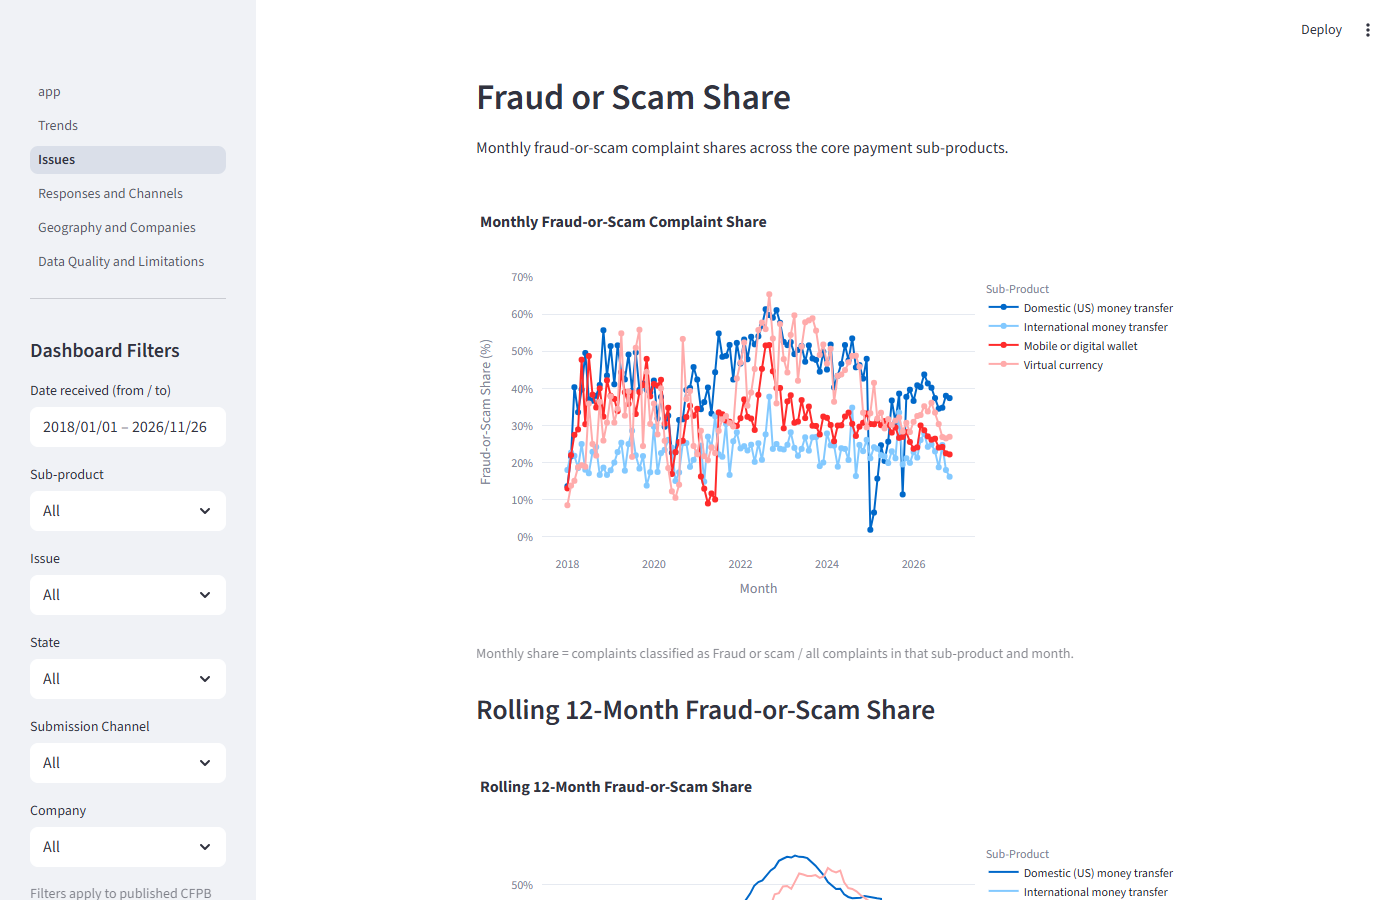 Deploy
app
Trends
Issues
Responses and Channels
Geography and Companies
Data Quality and Limitations
Dashboard Filters
Date received (from / to)
2018/01/01 – 2026/11/26
Sub-product
All
Issue
All
State
All
Submission Channel
All
Company
All
Filters apply to published CFPB
Fraud or Scam Share
Monthly fraud-or-scam complaint shares across the core payment sub-products.
Monthly Fraud-or-Scam Complaint Share
70%
60%
50%
40%
30%
20%
10%
0%
Fraud-or-Scam Share (%)
2018 2020 2022 2024 2026
Month
Sub-Product
Domestic (US) money transfer
International money transfer
Mobile or digital wallet
Virtual currency
Monthly share = complaints classified as Fraud or scam / all complaints in that sub-product and month.
Rolling 12-Month Fraud-or-Scam Share
Rolling 12-Month Fraud-or-Scam Share
50%
Sub-Product
Domestic (US) money transfer
International money transfer